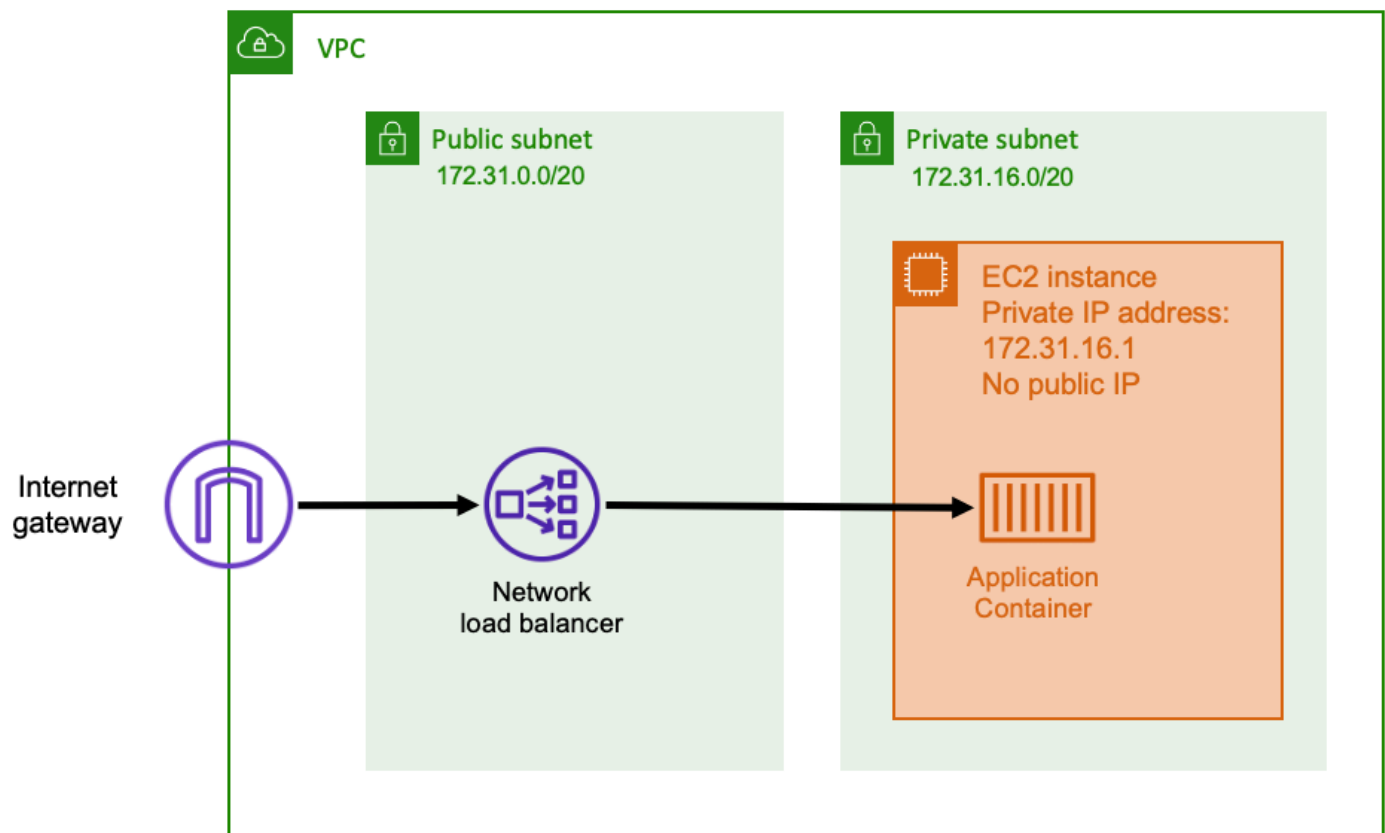 VPC
Public subnet
172.31.0.0/20
Private subnet
172.31.16.0/20
EC2 instance
Private IP address:
172.31.16.1
No public IP
Internet
gateway
Network
load balancer
Application
Container